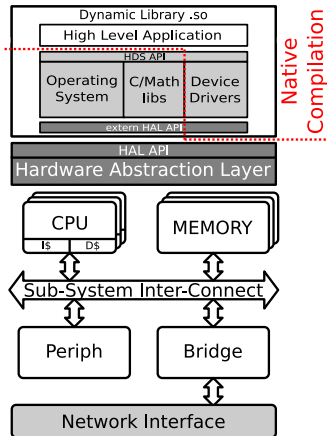 Dynamic Library .so
High Level Application
HDS API
Operating
System
C/Math
libs
Device
Drivers
extern HAL API
Native
Compilation
HAL API
Hardware Abstraction Layer
CPU
I$ D$
MEMORY
Sub-System Inter-Connect
Periph
Bridge
Network Interface